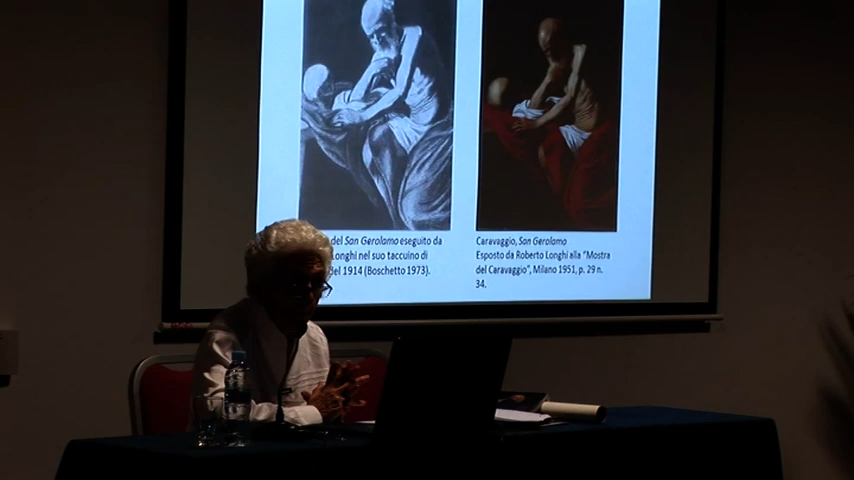 del San Gerolamo eseguito da
Longhi nel suo taccuino di
del 1914 (Boschetto 1973).
Caravaggio, San Gerolamo
Esposto da Roberto Longhi alla "Mostra
del Caravaggio", Milano 1951, p. 29 n.
34.